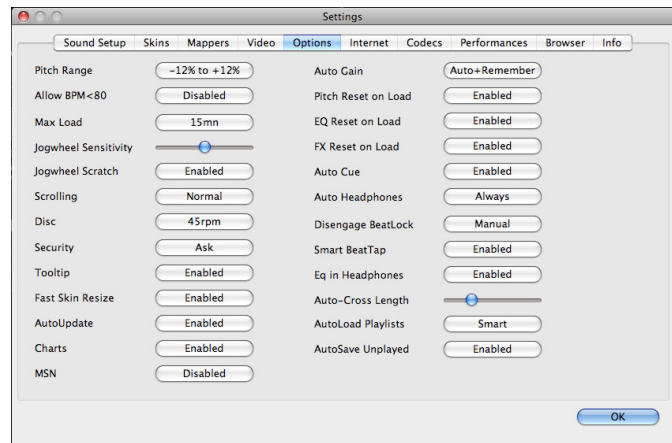 Settings
Sound Setup Skins Mappers Video Options Internet Codecs Performances Browser Info
Pitch Range -12% to +12%
Allow BPM<80 Disabled
Max Load 15mn
Jogwheel Sensitivity
Jogwheel Scratch Enabled
Scrolling Normal
Disc 45rpm
Security Ask
Tooltip Enabled
Fast Skin Resize Enabled
AutoUpdate Enabled
Charts Enabled
MSN Disabled
Auto Gain Auto+Remember
Pitch Reset on Load Enabled
EQ Reset on Load Enabled
FX Reset on Load Enabled
Auto Cue Enabled
Auto Headphones Always
Disengage BeatLock Manual
Smart BeatTap Enabled
Eq in Headphones Enabled
Auto-Cross Length
AutoLoad Playlists Smart
AutoSave Unplayed Enabled
OK